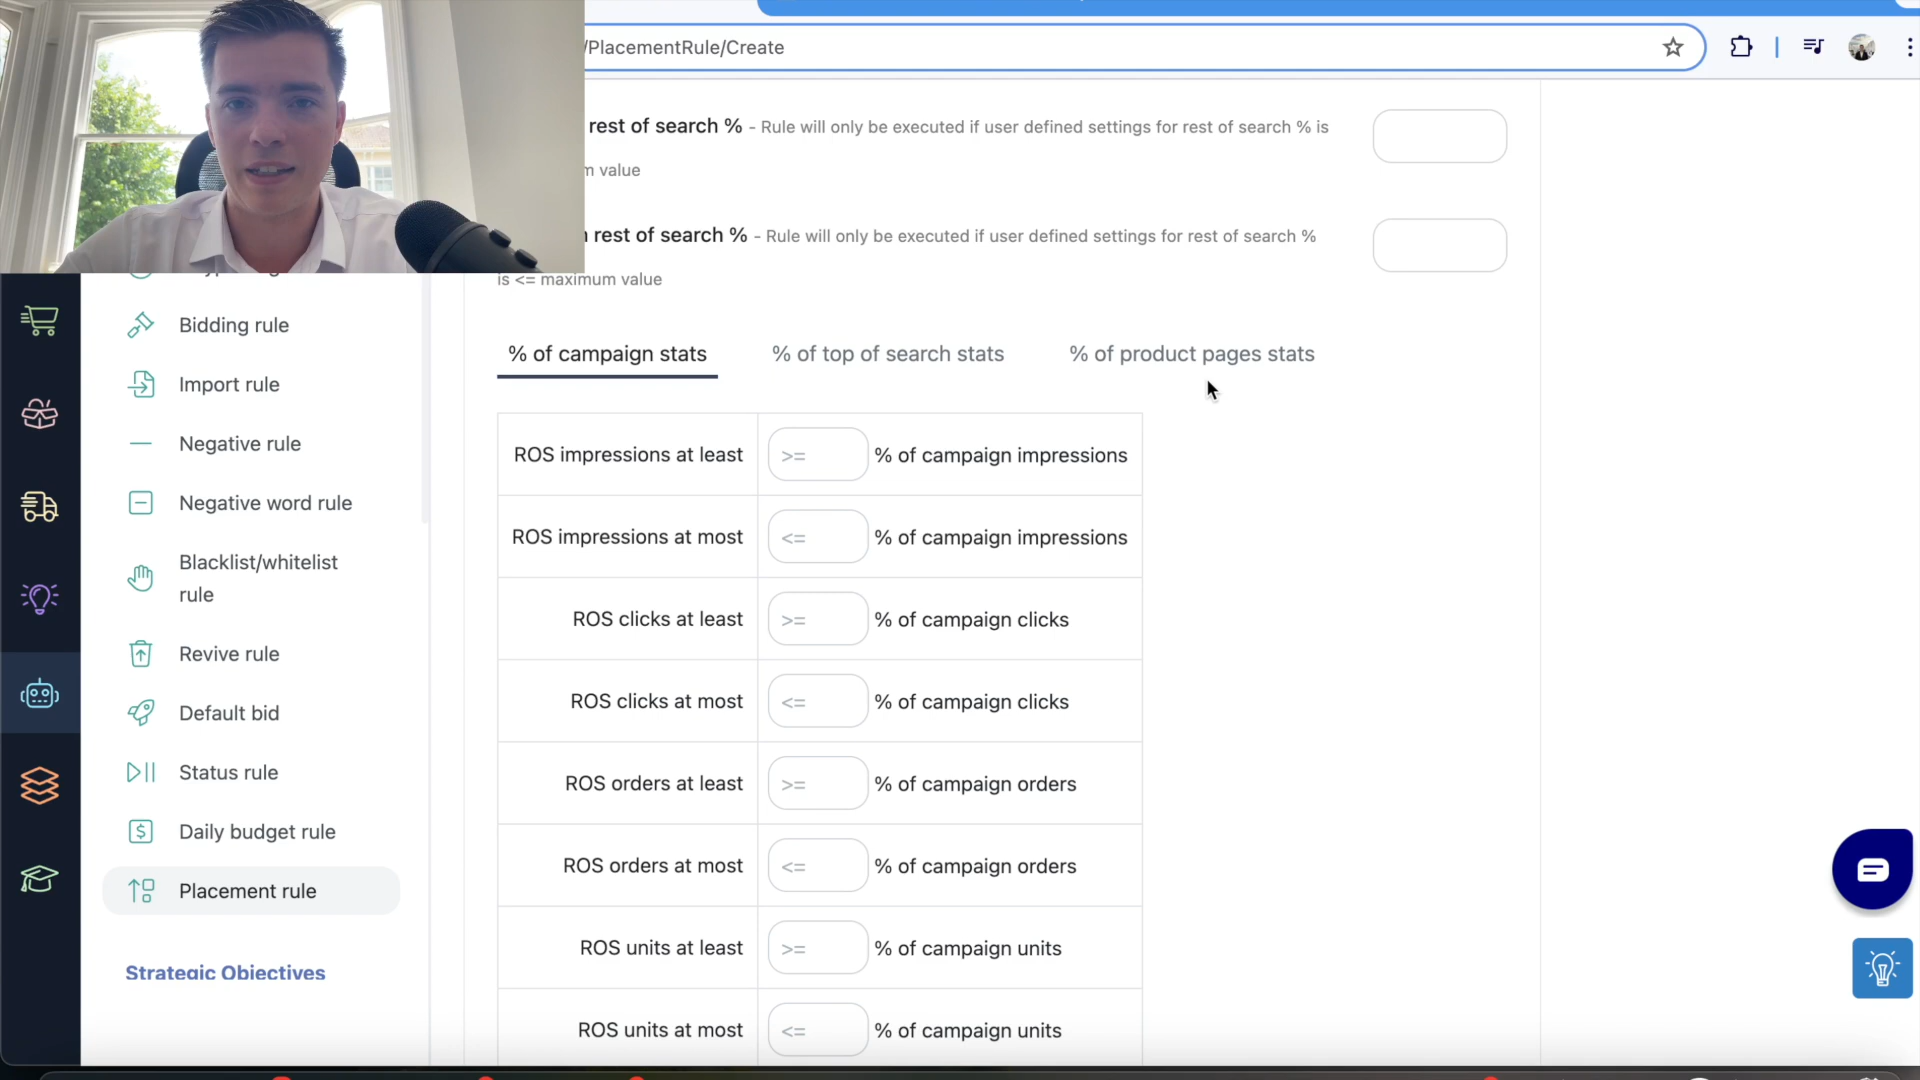 /PlacementRule/Create
rest of search % - Rule will only be executed if user defined settings for rest of search % is
value
rest of search % - Rule will only be executed if user defined settings for rest of search %
is <= maximum value
Bidding rule
Import rule
Negative rule
Negative word rule
Blacklist/whitelist
rule
Revive rule
Default bid
Status rule
Daily budget rule
Placement rule
Strategic Objectives
% of campaign stats % of top of search stats % of product pages stats
ROS impressions at least >= % of campaign impressions
ROS impressions at most <= % of campaign impressions
ROS clicks at least >= % of campaign clicks
ROS clicks at most <= % of campaign clicks
ROS orders at least >= % of campaign orders
ROS orders at most <= % of campaign orders
ROS units at least >= % of campaign units
ROS units at most <= % of campaign units